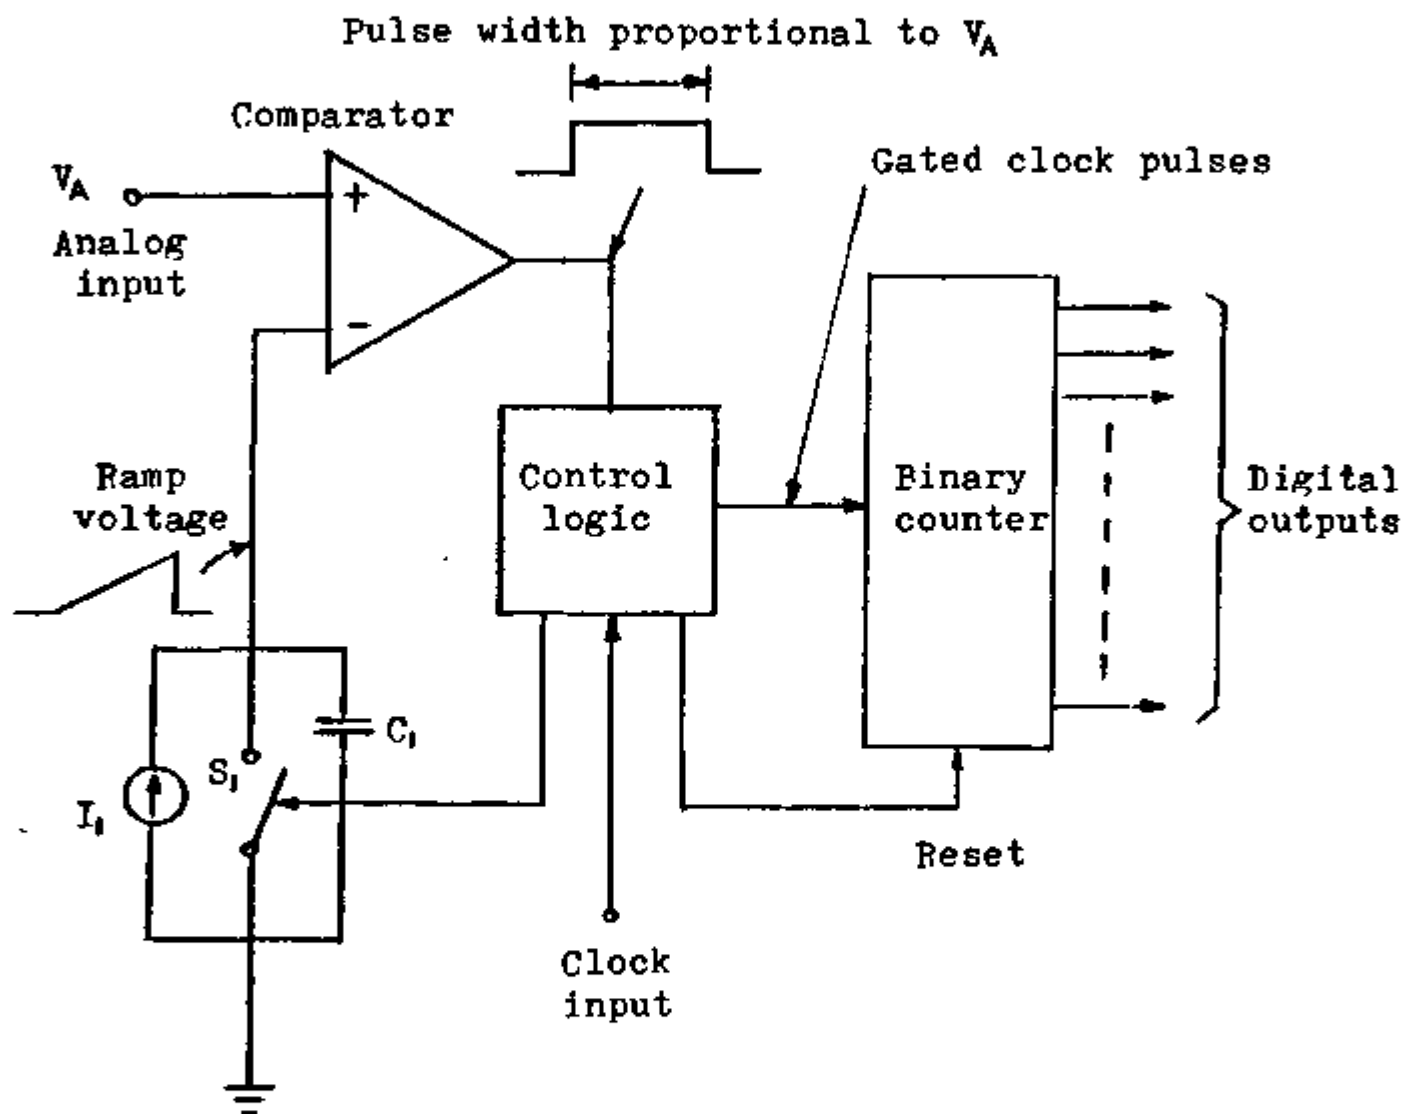 Pulse width proportional to VA
Comparator
Gated clock pulses
VA
+
Analog
input
-
Ramp
voltage
Control
logic
Binary
counter
Digital
outputs
C1
S1
I1
Reset
Clock
input